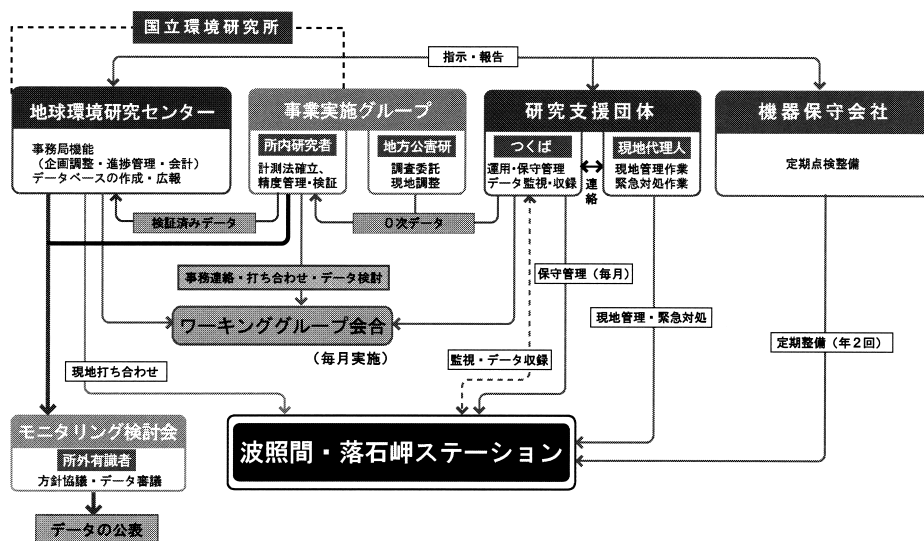 国立環境研究所
指示・報告
地球環境研究センター
事務局機能
(企画調整・進捗管理・会計)
データベースの作成・広報
事業実施グループ
所内研究者
計測法確立、
精度管理・検証
地方公害研
調査委託
現地調整
研究支援団体
つくば
運用・保守管理
データ監視・収録
連絡
現地代理人
現地管理作業
緊急対処作業
機器保守会社
定期点検整備
検証済みデータ
0次データ
事務連絡・打ち合わせ・データ検討
ワーキンググループ会合
(毎月実施)
保守管理(毎月)
現地管理・緊急対処
定期整備(年2回)
監視・データ収録
現地打ち合わせ
モニタリング検討会
所外有識者
方針協議・データ審議
データの公表
波照間・落石岬ステーション